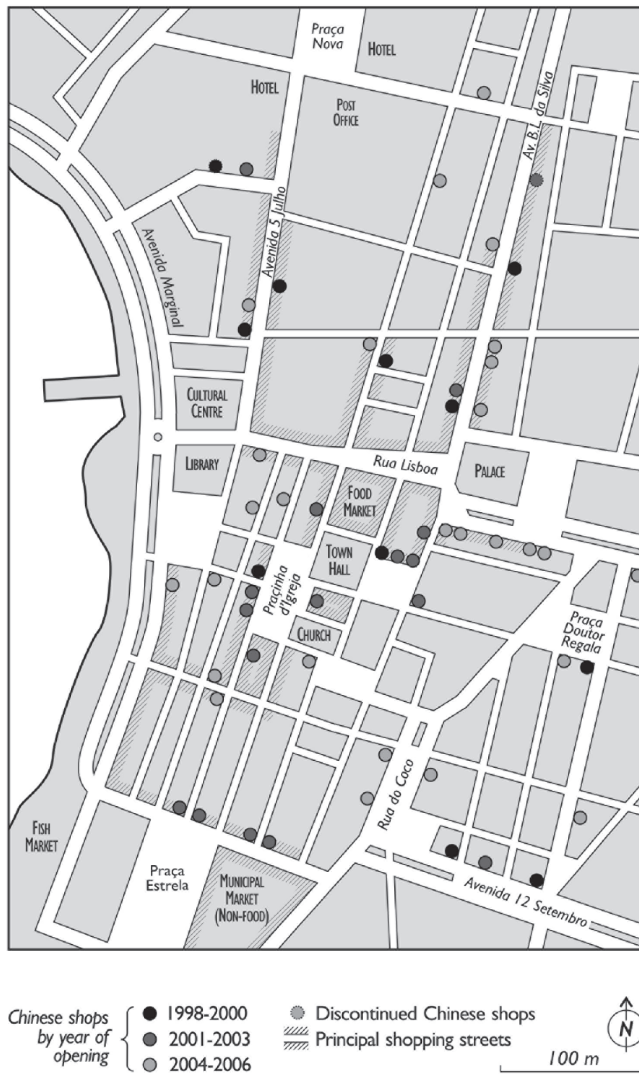 Praça
Nova
HOTEL
HOTEL
POST
OFFICE
Av. B.L. da Silva
Avenida 5 Julho
Avenida Marginal
CULTURAL
CENTRE
LIBRARY
Rua Lisboa
PALACE
FOOD
MARKET
TOWN
HALL
Praçinha
d'Igreja
CHURCH
Praça
Doutor
Regala
Rua do Coco
FISH
MARKET
Praça
Estrela
MUNICIPAL
MARKET
(NON-FOOD)
Avenida 12 Setembro
Chinese shops
by year of
opening
1998-2000
2001-2003
2004-2006
Discontinued Chinese shops
Principal shopping streets
N
100 m